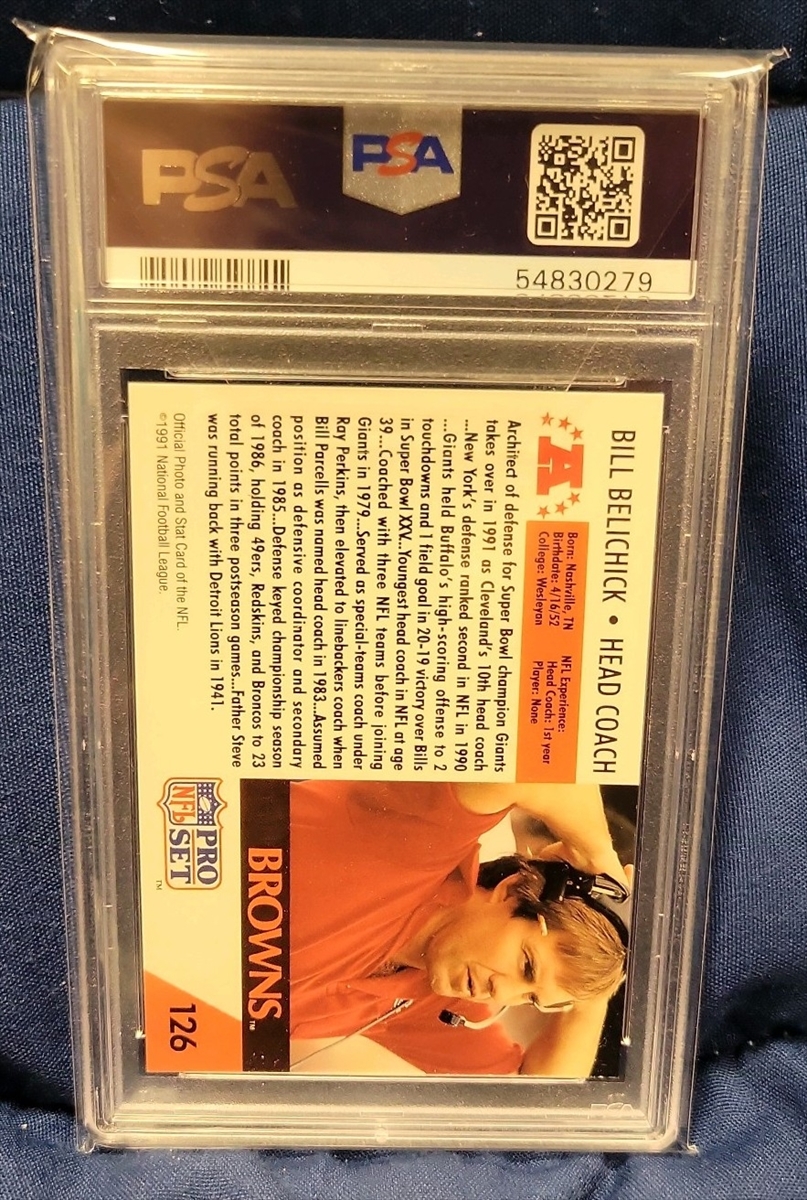 PSA
PSA
54830279
BILL BELICHICK • HEAD COACH
A
Born: Nashville, TN
Birthdate: 4/16/52
College: Wesleyan
NFL Experience:
Head Coach: 1st year
Player: None
Architect of defense for Super Bowl champion Giants
takes over in 1991 as Cleveland's 10th head coach
...New York's defense ranked second in NFL in 1990
...Giants held Buffalo's high-scoring offense to 2
touchdowns and 1 field goal in 20-19 victory over Bills
in Super Bowl XXV...Youngest head coach in NFL at age
39...Coached with three NFL teams before joining
Giants in 1979...Served as special-teams coach under
Ray Perkins, then elevated to linebackers coach when
Bill Parcells was named head coach in 1983...Assumed
position as defensive coordinator and secondary
coach in 1985...Defense keyed championship season
of 1986, holding 49ers, Redskins, and Broncos to 23
total points in three postseason games...Father Steve
was running back with Detroit Lions in 1941.
Official Photo and Stat Card of the NFL.
©1991 National Football League.
BROWNS™
PRO
NFL SET™
126